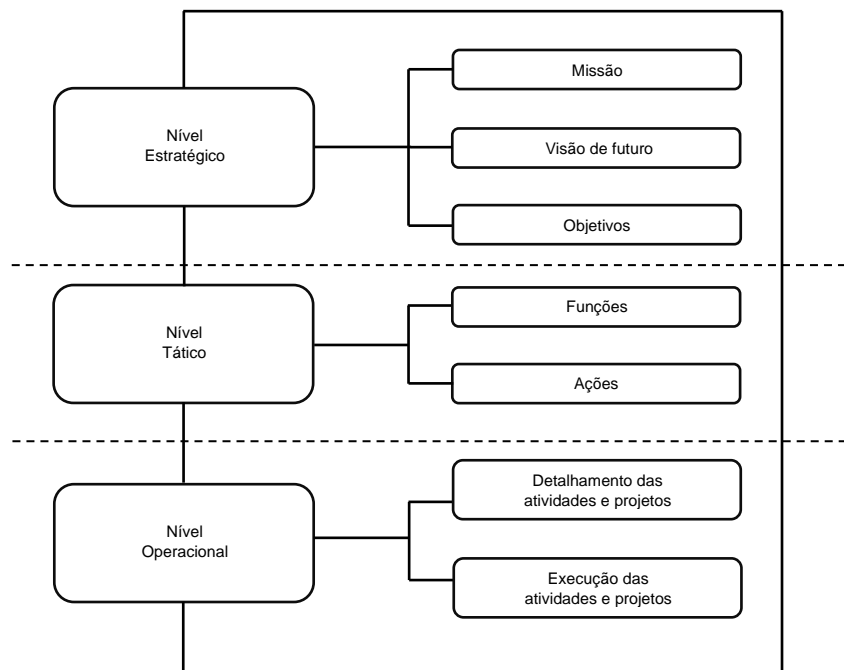 Nível
Estratégico
Missão
Visão de futuro
Objetivos
Nível
Tático
Funções
Ações
Nível
Operacional
Detalhamento das
atividades e projetos
Execução das
atividades e projetos